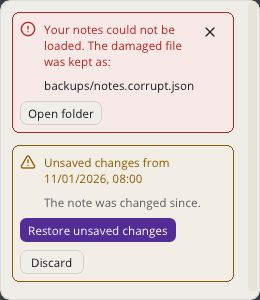 Your notes could not be
loaded. The damaged file
was kept as:
backups/notes.corrupt.json
Open folder
Unsaved changes from
11/01/2026, 08:00
The note was changed since.
Restore unsaved changes
Discard